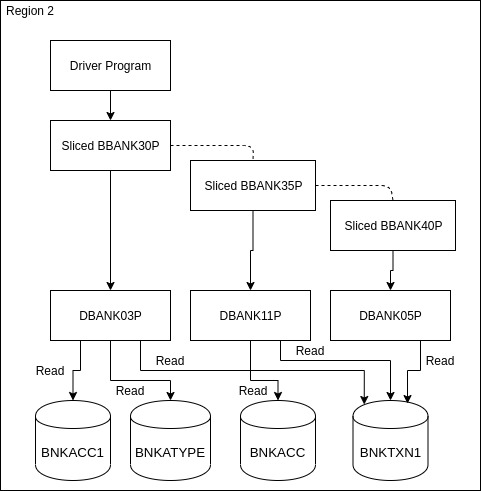 Region 2
Driver Program
Sliced BBANK30P
Sliced BBANK35P
Sliced BBANK40P
DBANK03P
DBANK11P
DBANK05P
Read
Read
Read
Read
Read
Read
BNKACC1
BNKATYPE
BNKACC
BNKTXN1